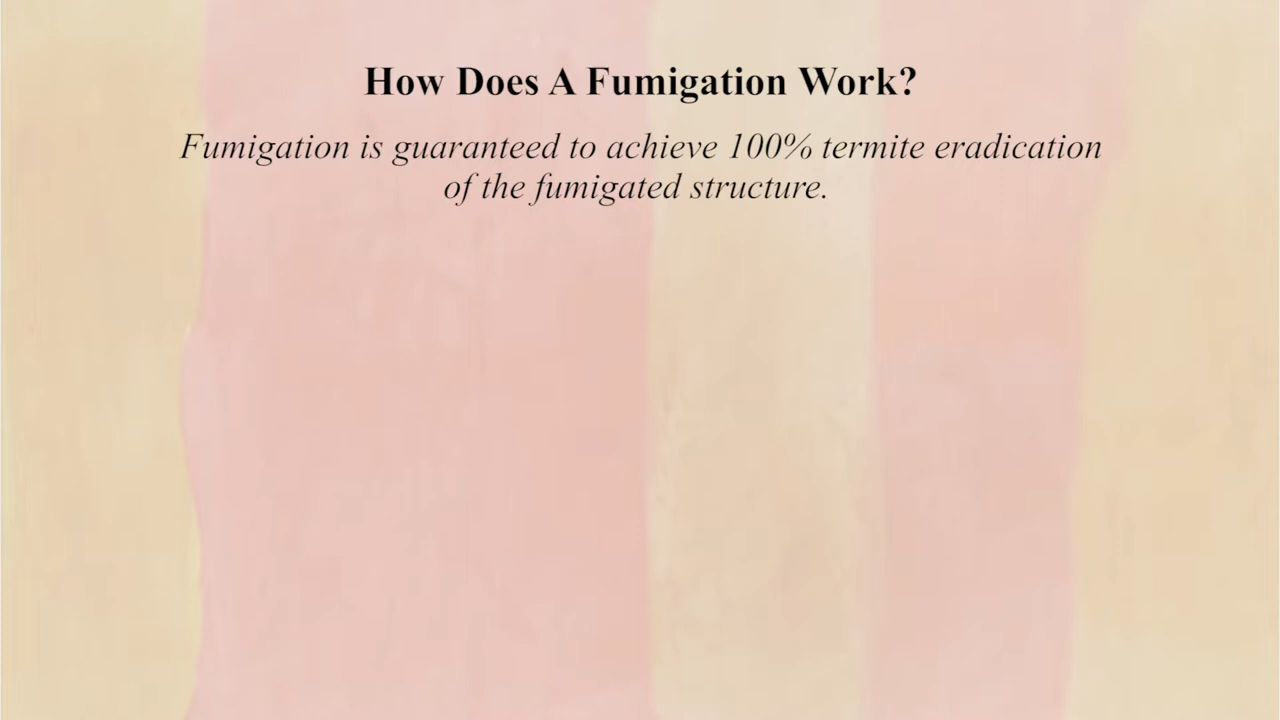 How Does A Fumigation Work?
Fumigation is guaranteed to achieve 100% termite eradication
of the fumigated structure.